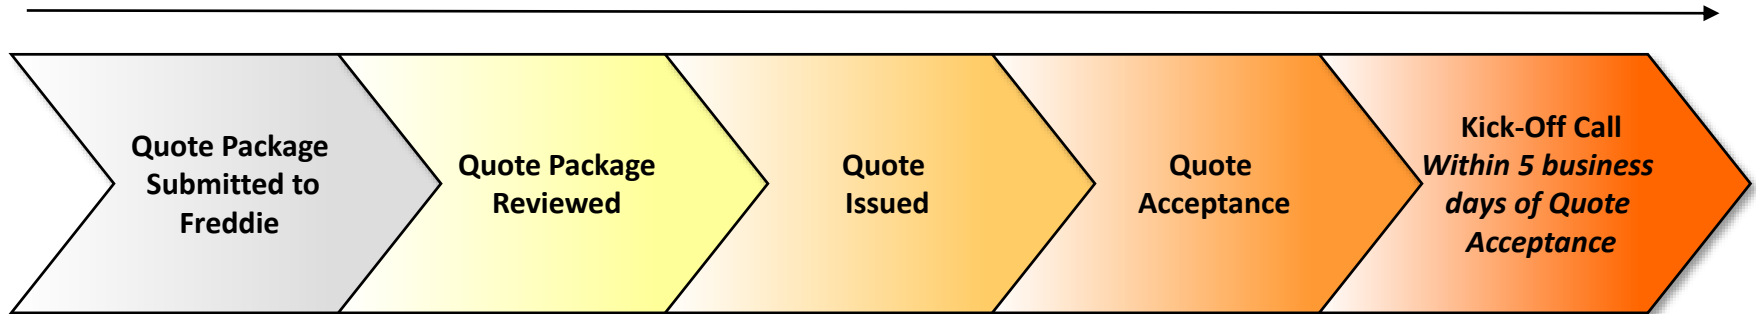 Quote Package
Submitted to
Freddie
Quote Package
Reviewed
Quote
Issued
Quote
Acceptance
Kick-Off Call
Within 5 business
days of Quote
Acceptance